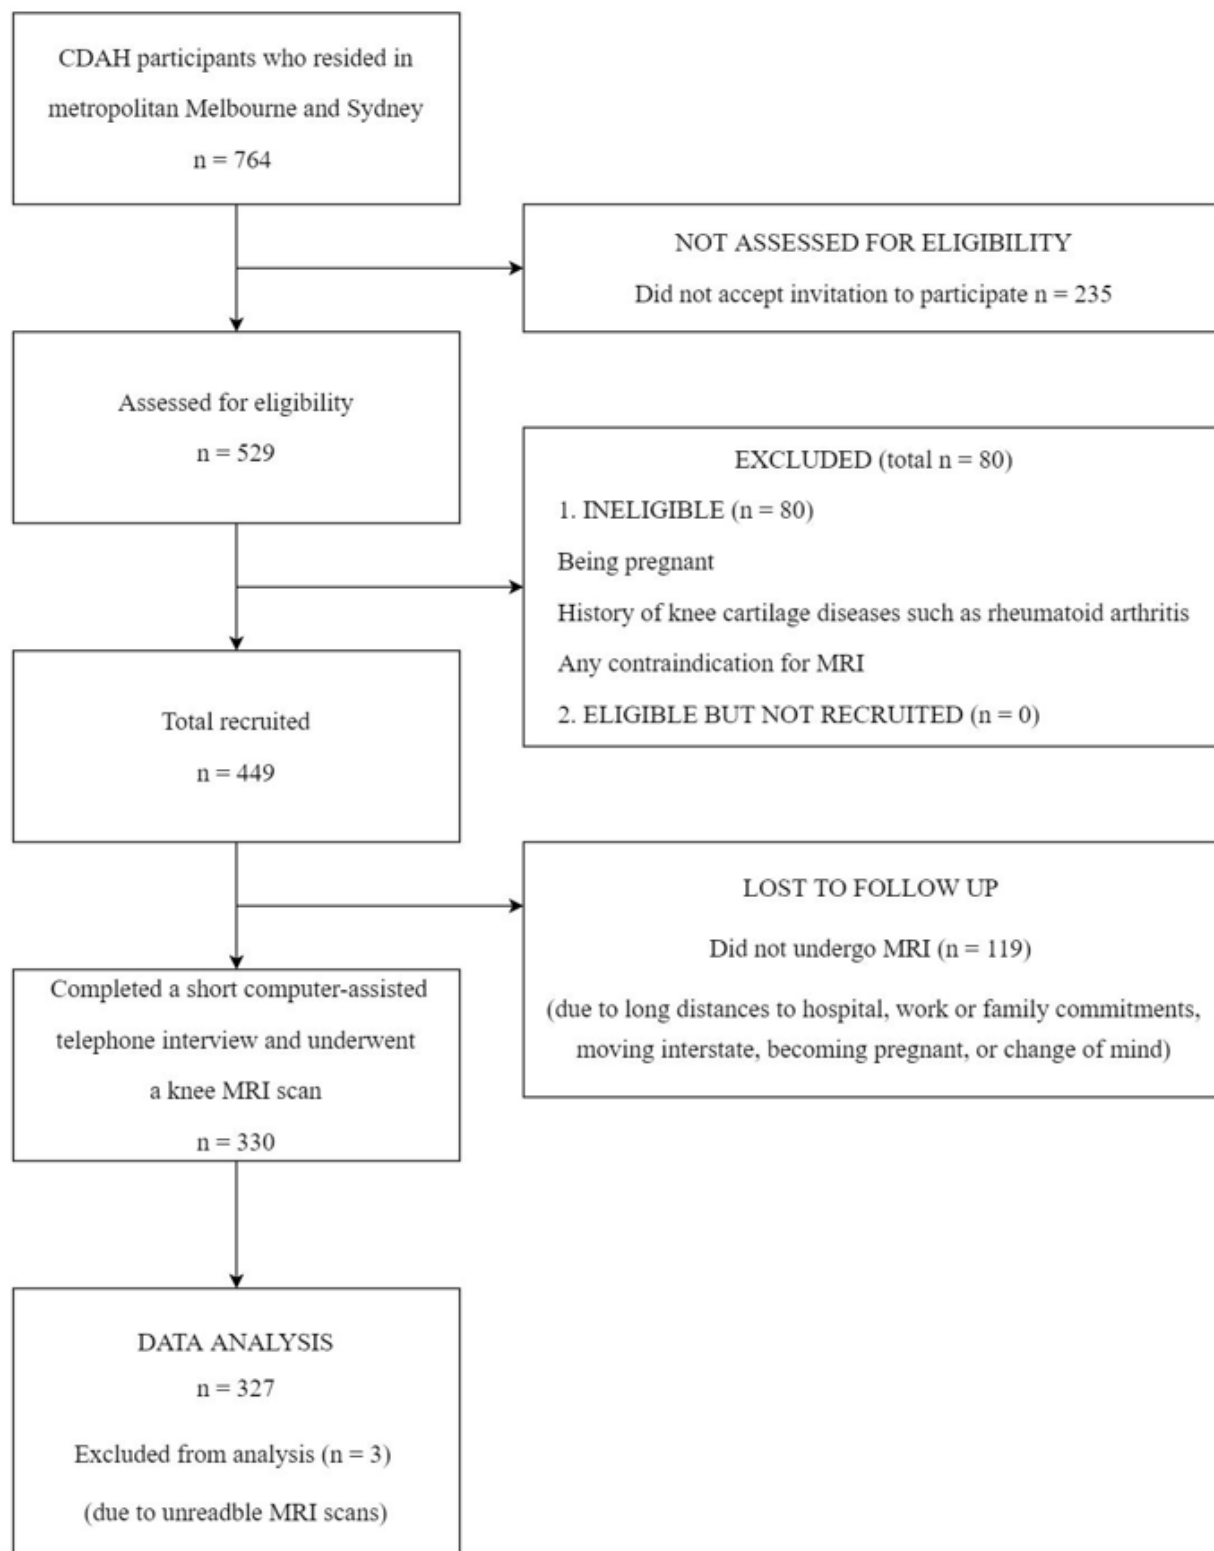 CDAH participants who resided in
metropolitan Melbourne and Sydney
n = 764
NOT ASSESSED FOR ELIGIBILITY
Did not accept invitation to participate n = 235
Assessed for eligibility
n = 529
EXCLUDED (total n = 80)
1. INELIGIBLE (n = 80)
Being pregnant
History of knee cartilage diseases such as rheumatoid arthritis
Any contraindication for MRI
2. ELIGIBLE BUT NOT RECRUITED (n = 0)
Total recruited
n = 449
LOST TO FOLLOW UP
Did not undergo MRI (n = 119)
(due to long distances to hospital, work or family commitments,
moving interstate, becoming pregnant, or change of mind)
Completed a short computer-assisted
telephone interview and underwent
a knee MRI scan
n = 330
DATA ANALYSIS
n = 327
Excluded from analysis (n = 3)
(due to unreadble MRI scans)